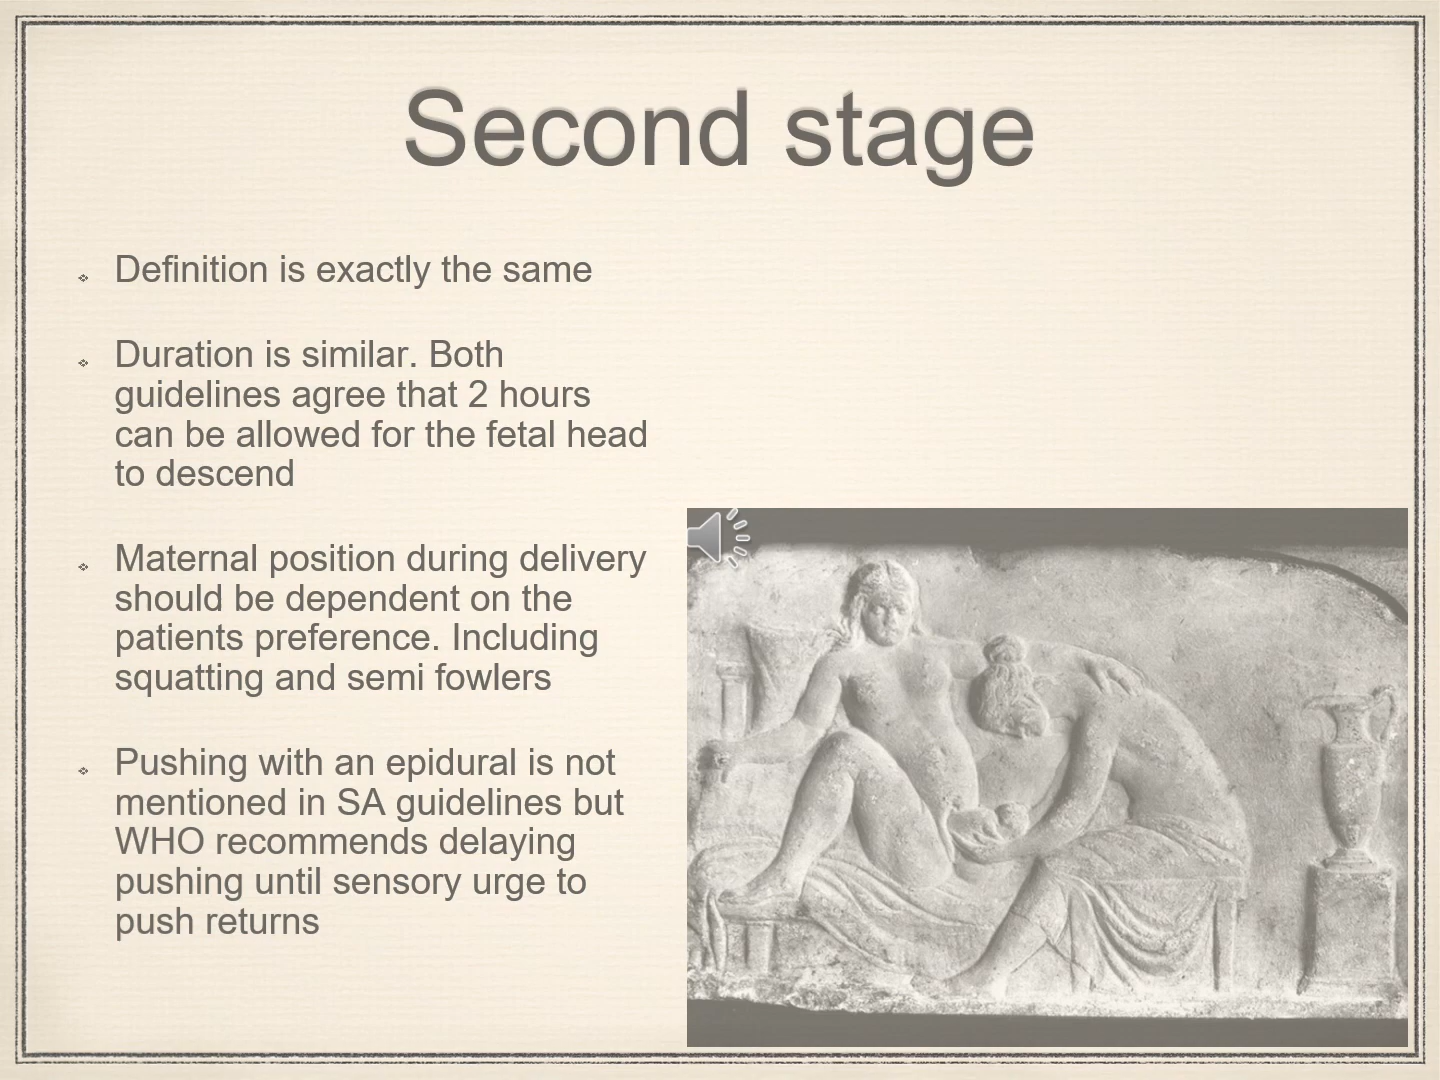 Second stage
Definition is exactly the same
Duration is similar. Both
guidelines agree that 2 hours
can be allowed for the fetal head
to descend
Maternal position during delivery
should be dependent on the
patients preference. Including
squatting and semi fowlers
Pushing with an epidural is not
mentioned in SA guidelines but
WHO recommends delaying
pushing until sensory urge to
push returns